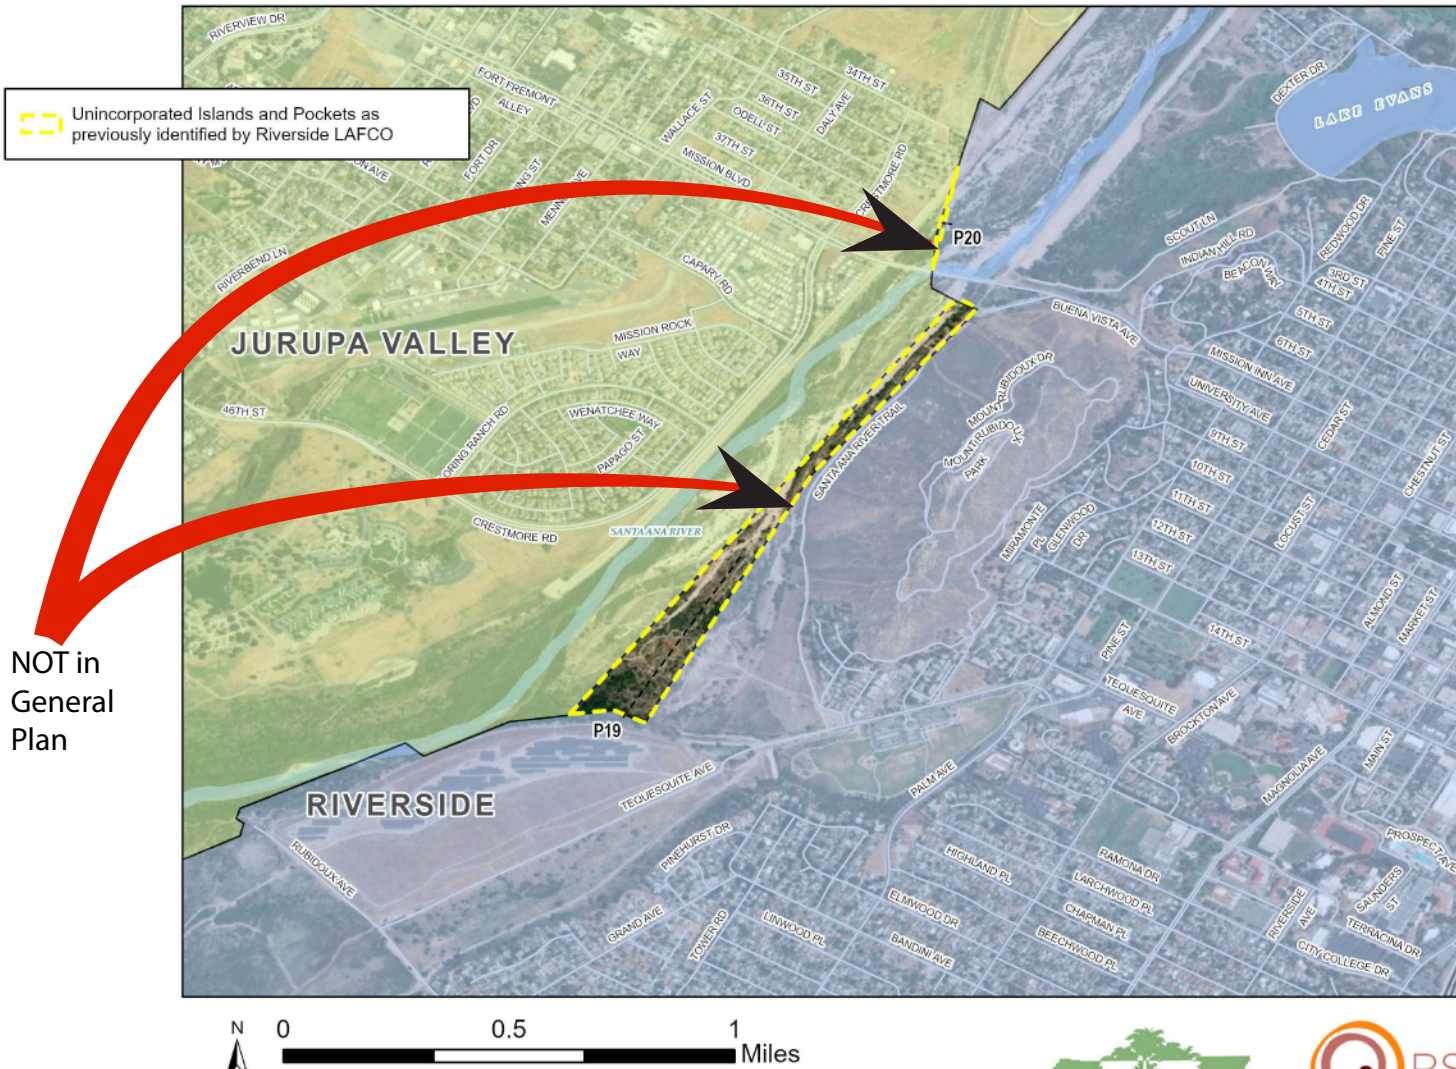 RIVERVIEW DR
Unincorporated Islands and Pockets as
previously identified by Riverside LAFCO
FORT FREMONT
ALLEY
35TH ST
34TH ST
36TH ST
ODELL ST
37TH ST
WALLACE ST
DALY AVE
MISSION BLVD
FORT DR
CRESTMORE RD
DEXTER DR
LAKE EVANS
P20
SCOUT LN
INDIAN HILL RD
BEACON WAY
REDWOOD DR
PINE ST
3RD ST
4TH ST
5TH ST
6TH ST
RIVERBEND LN
CAPARY RD
BUENA VISTA AVE
MISSION INN AVE
JURUPA VALLEY
MISSION ROCK
WAY
UNIVERSITY AVE
46TH ST
WENATCHEE WAY
PAPAGO ST
MOUNT RUBIDOUX
PARK
SANTA ANA RIVER TRAIL
9TH ST
CEDAR ST
10TH ST
CHESTNUT ST
11TH ST
12TH ST
LOCUST ST
13TH ST
CRESTMORE RD
SANTA ANA RIVER
MIRAMONTE
PL
GLENWOOD
DR
ALMOND ST
MARKET ST
14TH ST
PINE ST
NOT in
General
Plan
TEQUESQUITE
AVE
BROCKTON AVE
P19
MAIN ST
MAGNOLIA AVE
RIVERSIDE
TEQUESQUITE AVE
PALM AVE
PROSPECT AVE
RUBIDOUX AVE
PINEHURST DR
HIGHLAND PL
RAMONA DR
LARCHWOOD PL
SAUNDERS
ST
CHAPMAN PL
RIVERSIDE
AVE
TERRACINA DR
ELMWOOD DR
GRAND AVE
TOWER RD
LINWOOD PL
BANDINI AVE
BEECHWOOD PL
CITY COLLEGE DR
N
0 0.5 1
Miles